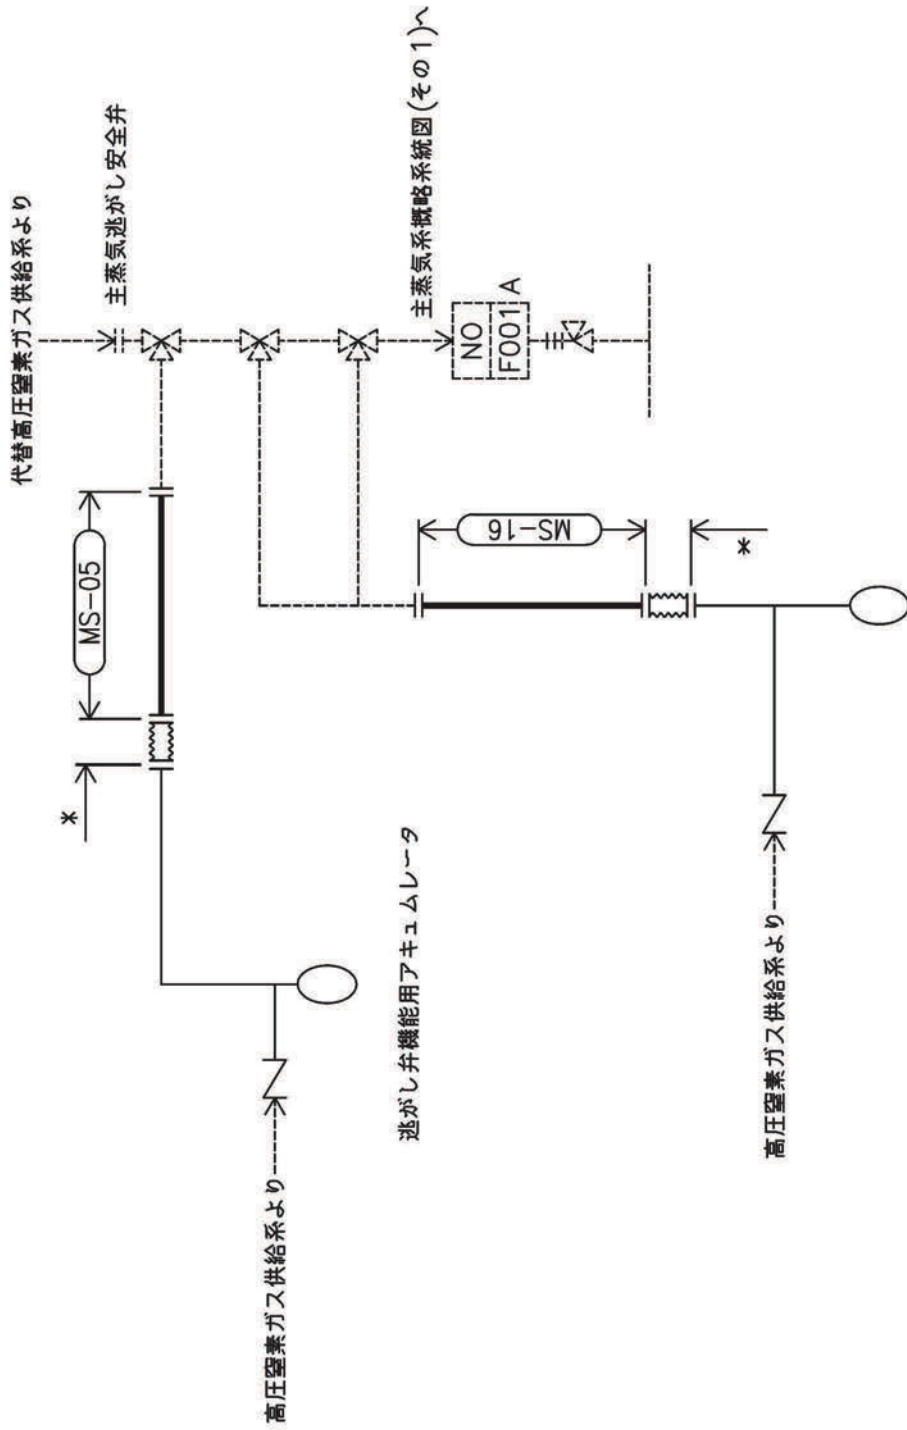 代替高圧窒素ガス供給系より
主蒸気逃がし安全弁
MS-05
*
主蒸気系概略系統図(その1)へ
NO
F001
A
MS-16
*
逃がし弁機能用アキュムレータ
高圧窒素ガス供給系より
高圧窒素ガス供給系より